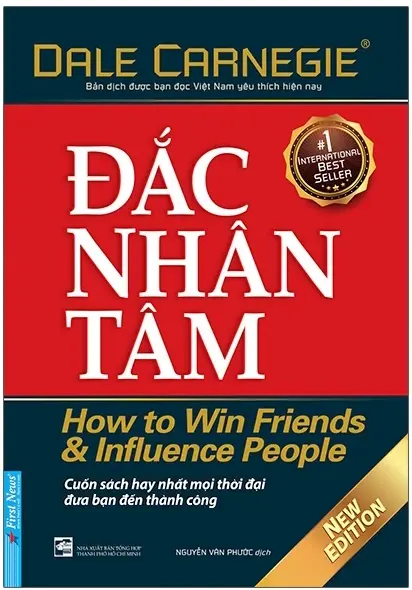 DALE CARNEGIE®
Bản dịch được bạn đọc Việt Nam yêu thích hiện nay
#1
INTERNATIONAL
BEST
SELLER
ĐẮC
NHÂN
TÂM
How to Win Friends
& Influence People
Cuốn sách hay nhất mọi thời đại
đưa bạn đến thành công
NEW
EDITION
First News
NHÀ XUẤT BẢN TỔNG HỢP
THÀNH PHỐ HỒ CHÍ MINH
NGUYỄN VĂN PHƯỚC dịch